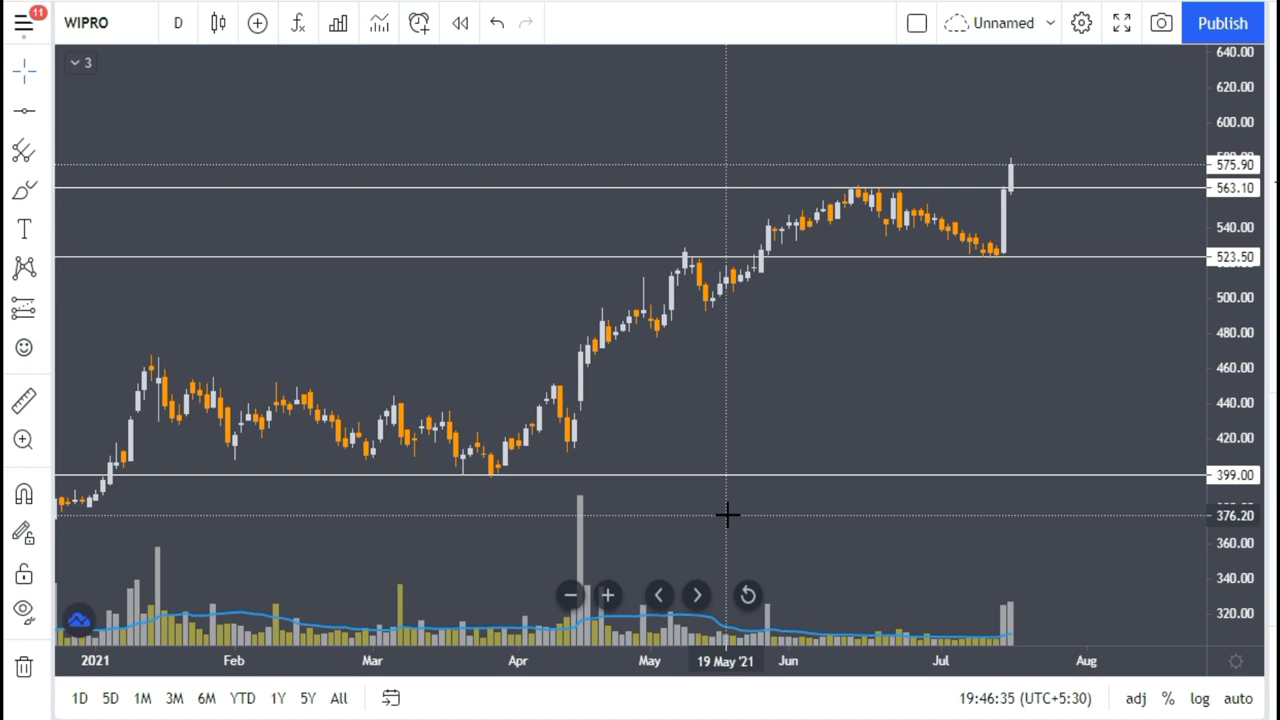 11
WIPRO
D
Unnamed
Publish
3
640.00
620.00
600.00
575.90
563.10
540.00
523.50
500.00
480.00
460.00
440.00
420.00
399.00
376.20
360.00
340.00
320.00
2021 Feb Mar Apr May 19 May '21 Jun Jul Aug
1D 5D 1M 3M 6M YTD 1Y 5Y All
19:46:35 (UTC+5:30) adj % log auto